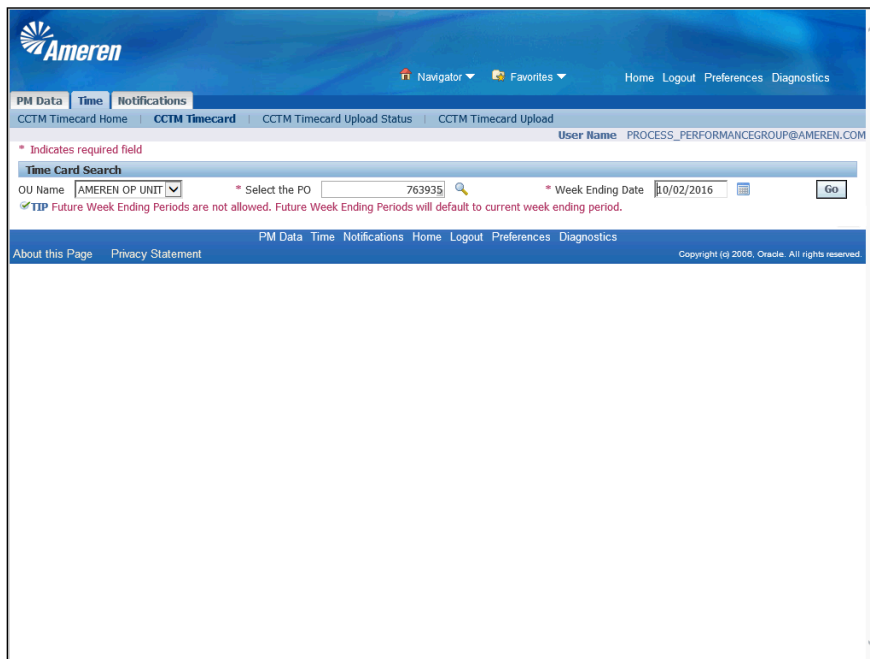 Ameren
Navigator Favorites Home Logout Preferences Diagnostics
PM Data Time Notifications
CCTM Timecard Home | CCTM Timecard | CCTM Timecard Upload Status | CCTM Timecard Upload
User Name PROCESS_PERFORMANCEGROUP@AMEREN.COM
* Indicates required field
Time Card Search
OU Name AMEREN OP UNIT * Select the PO 763935 * Week Ending Date 10/02/2016 Go
TIP Future Week Ending Periods are not allowed. Future Week Ending Periods will default to current week ending period.
PM Data Time Notifications Home Logout Preferences Diagnostics
About this Page Privacy Statement Copyright (c) 2006, Oracle. All rights reserved.